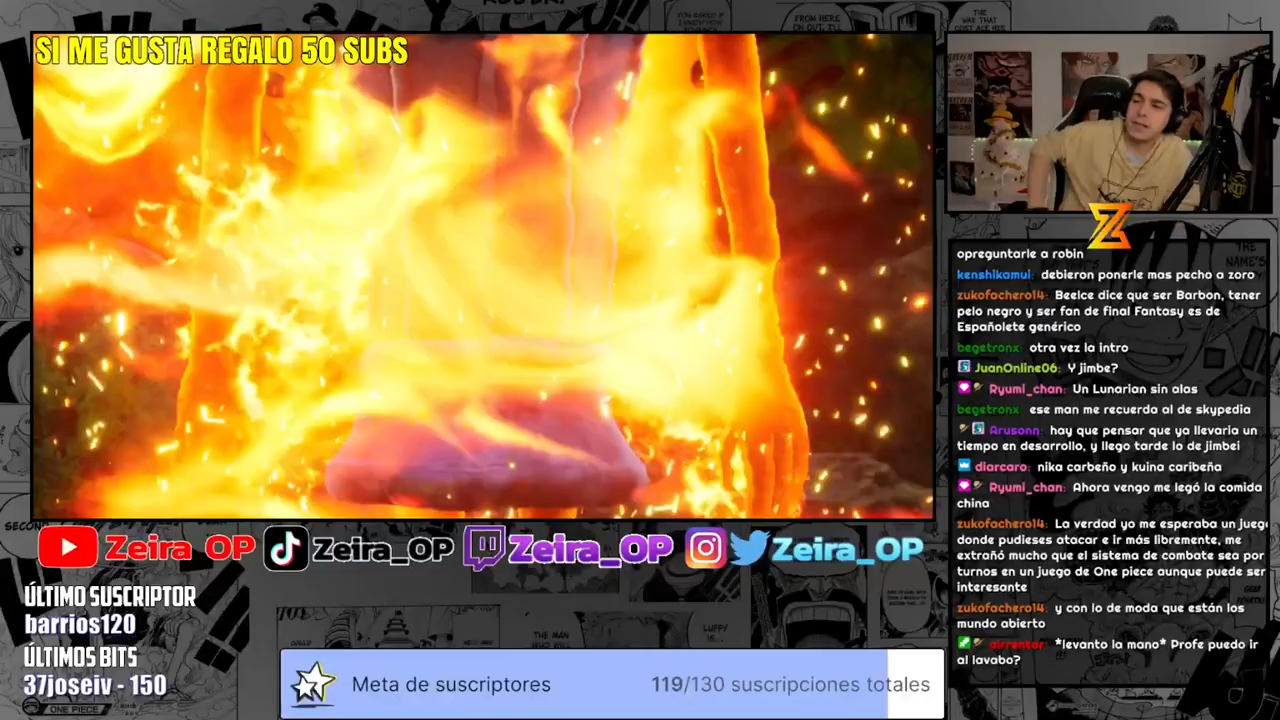 SI ME GUSTA REGALO 50 SUBS
opreguntarle a robin
kenshikamui: debieron ponerle mas pecho a zoro
zukofachero14: Beelce dice que ser Barbon, tener
pelo negro y ser fan de final Fantasy es de
Españolete genérico
begetronx: otra vez la intro
JuanOnline06: Y jimbe?
Ryumi_chan: Un Lunarian sin alas
begetronx: ese man me recuerda al de skypedia
Arusonn: hay que pensar que ya llevaria un
tiempo en desarrollo, y llego tarde lo de jimbei
diarcaro: nika carbeño y kuina caribeña
Ryumi_chan: Ahora vengo me legó la comida
china
zukofachero14: La verdad yo me esperaba un juego
donde pudieses atacar e ir más libremente, me
extrañó mucho que el sistema de combate sea por
turnos en un juego de One piece aunque puede ser
interesante
zukofachero14: y con lo de moda que están los
mundo abierto
airrentor: *levanto la mano* Profe puedo ir
al lavabo?
Zeira OP
Zeira_OP
Zeira_OP
Zeira_OP
ÚLTIMO SUSCRIPTOR
barrios120
ÚLTIMOS BITS
37joseiv - 150
Meta de suscriptores 119/130 suscripciones totales
ONE PIECE